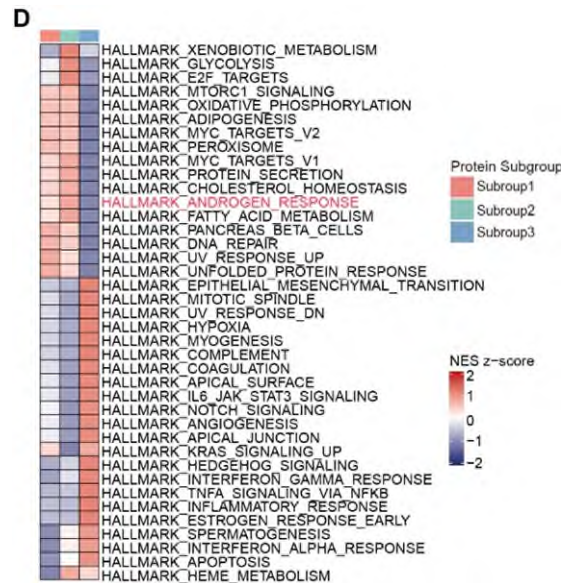 D
HALLMARK_XENOBIOTIC_METABOLISM
HALLMARK_GLYCOLYSIS
HALLMARK_E2F_TARGETS
HALLMARK_MTORC1_SIGNALING
HALLMARK_OXIDATIVE_PHOSPHORYLATION
HALLMARK_ADIPOGENESIS
HALLMARK_MYC_TARGETS_V2
HALLMARK_PEROXISOME
HALLMARK_MYC_TARGETS_V1
HALLMARK_PROTEIN_SECRETION
HALLMARK_CHOLESTEROL_HOMEOSTASIS
HALLMARK_ANDROGEN_RESPONSE
HALLMARK_FATTY_ACID_METABOLISM
HALLMARK_PANCREAS_BETA_CELLS
HALLMARK_DNA_REPAIR
HALLMARK_UV_RESPONSE_UP
HALLMARK_UNFOLDED_PROTEIN_RESPONSE
HALLMARK_EPITHELIAL_MESENCHYMAL_TRANSITION
HALLMARK_MITOTIC_SPINDLE
HALLMARK_UV_RESPONSE_DN
HALLMARK_HYPOXIA
HALLMARK_MYOGENESIS
HALLMARK_COMPLEMENT
HALLMARK_COAGULATION
HALLMARK_APICAL_SURFACE
HALLMARK_IL6_JAK_STAT3_SIGNALING
HALLMARK_NOTCH_SIGNALING
HALLMARK_ANGIOGENESIS
HALLMARK_APICAL_JUNCTION
HALLMARK_KRAS_SIGNALING_UP
HALLMARK_HEDGEHOG_SIGNALING
HALLMARK_INTERFERON_GAMMA_RESPONSE
HALLMARK_TNFA_SIGNALING_VIA_NFKB
HALLMARK_INFLAMMATORY_RESPONSE
HALLMARK_ESTROGEN_RESPONSE_EARLY
HALLMARK_SPERMATOGENESIS
HALLMARK_INTERFERON_ALPHA_RESPONSE
HALLMARK_APOPTOSIS
HALLMARK_HEME_METABOLISM
Protein Subgroup
Subroup1
Subgroup2
Subgroup3
NES z-score
2
1
0
−1
−2